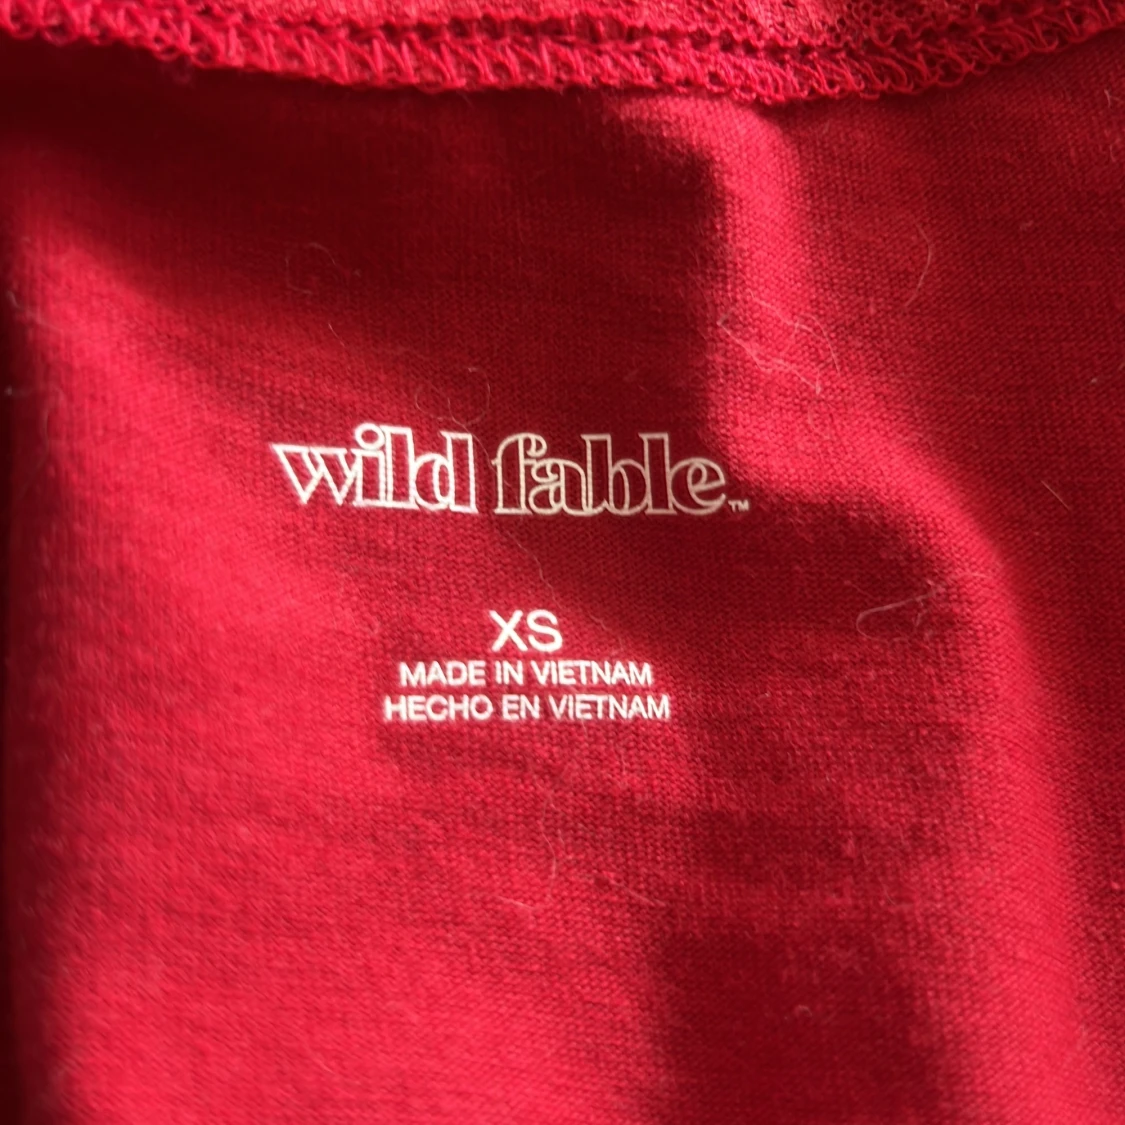 wild fable™
XS
MADE IN VIETNAM
HECHO EN VIETNAM